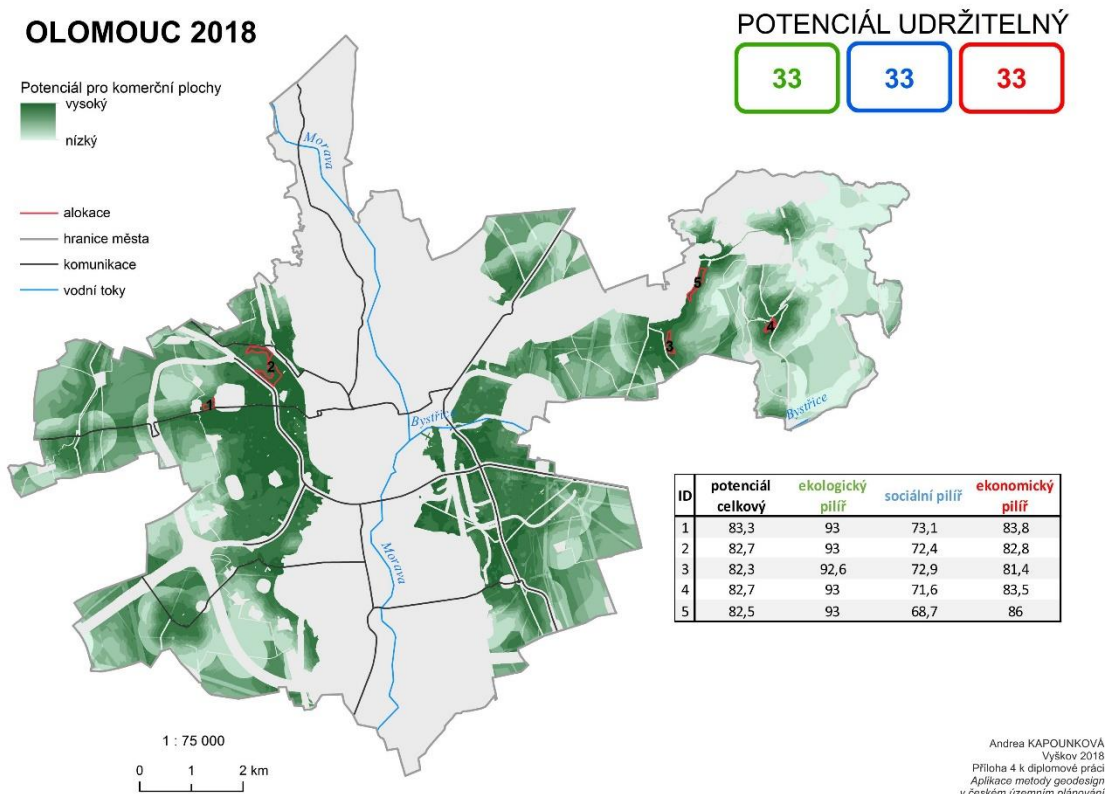 OLOMOUC 2018
POTENCIÁL UDRŽITELNÝ
33 33 33
Potenciál pro komerční plochy
vysoký
nízký
alokace
hranice města
komunikace
vodní toky
Morava
5
4
3
2
1
Bystřice
Bystřice
Morava
ID potenciál celkový ekologický pilíř sociální pilíř ekonomický pilíř
1 83,3 93 73,1 83,8
2 82,7 93 72,4 82,8
3 82,3 92,6 72,9 81,4
4 82,7 93 71,6 83,5
5 82,5 93 68,7 86
1 : 75 000
0 1 2 km
Andrea KAPOUNKOVÁ
Vyškov 2018
Příloha 4 k diplomové práci
Aplikace metody geodesign
v českém územním plánování